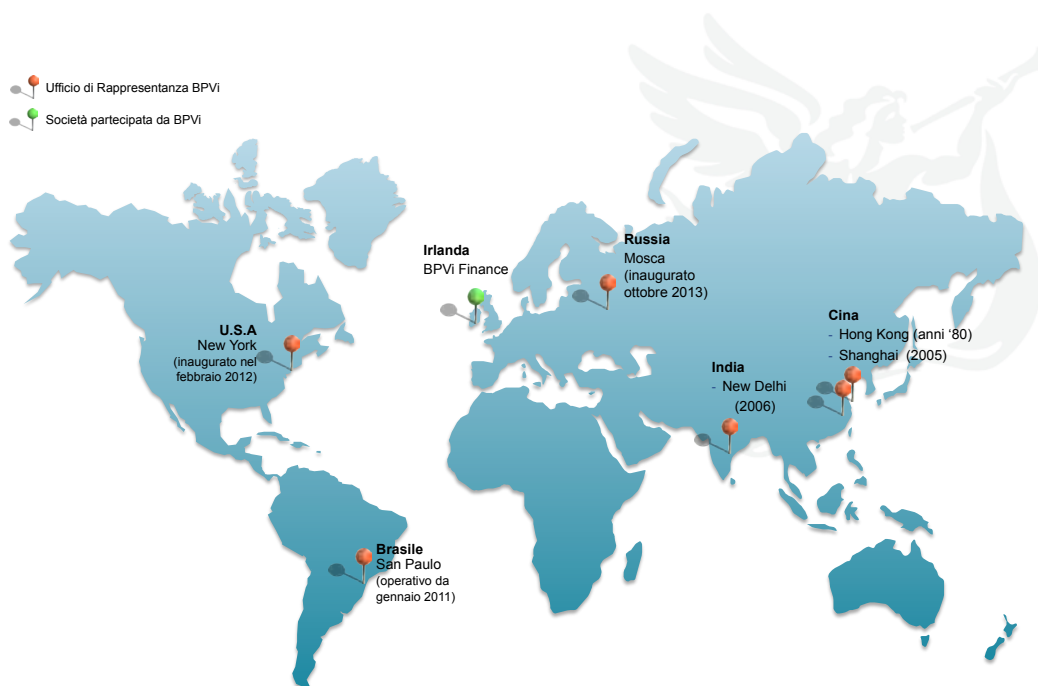 Ufficio di Rappresentanza BPVi
Società partecipata da BPVi
Irlanda
BPVi Finance
Russia
Mosca
(inaugurato
ottobre 2013)
U.S.A
New York
(inaugurato nel
febbraio 2012)
Cina
- Hong Kong (anni ‘80)
- Shanghai (2005)
India
- New Delhi
(2006)
Brasile
San Paulo
(operativo da
gennaio 2011)